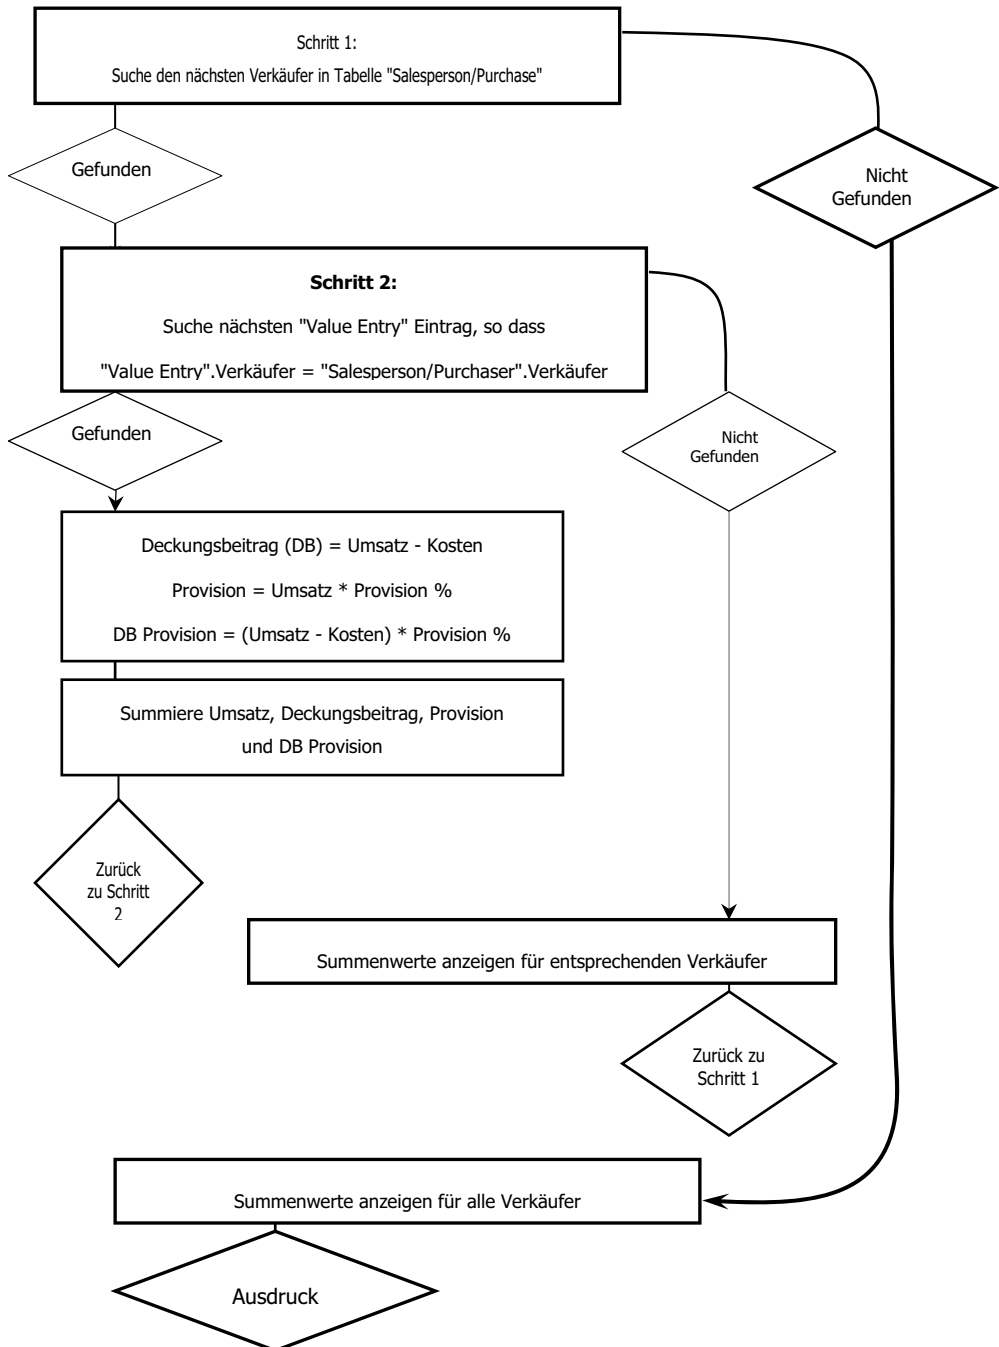 Schritt 1:
Suche den nächsten Verkäufer in Tabelle "Salesperson/Purchase"
Gefunden
Nicht
Gefunden
Schritt 2:
Suche nächsten "Value Entry" Eintrag, so dass
"Value Entry".Verkäufer = "Salesperson/Purchaser".Verkäufer
Gefunden
Nicht
Gefunden
Deckungsbeitrag (DB) = Umsatz - Kosten
Provision = Umsatz * Provision %
DB Provision = (Umsatz - Kosten) * Provision %
Summiere Umsatz, Deckungsbeitrag, Provision
und DB Provision
Zurück
zu Schritt
2
Summenwerte anzeigen für entsprechenden Verkäufer
Zurück zu
Schritt 1
Summenwerte anzeigen für alle Verkäufer
Ausdruck